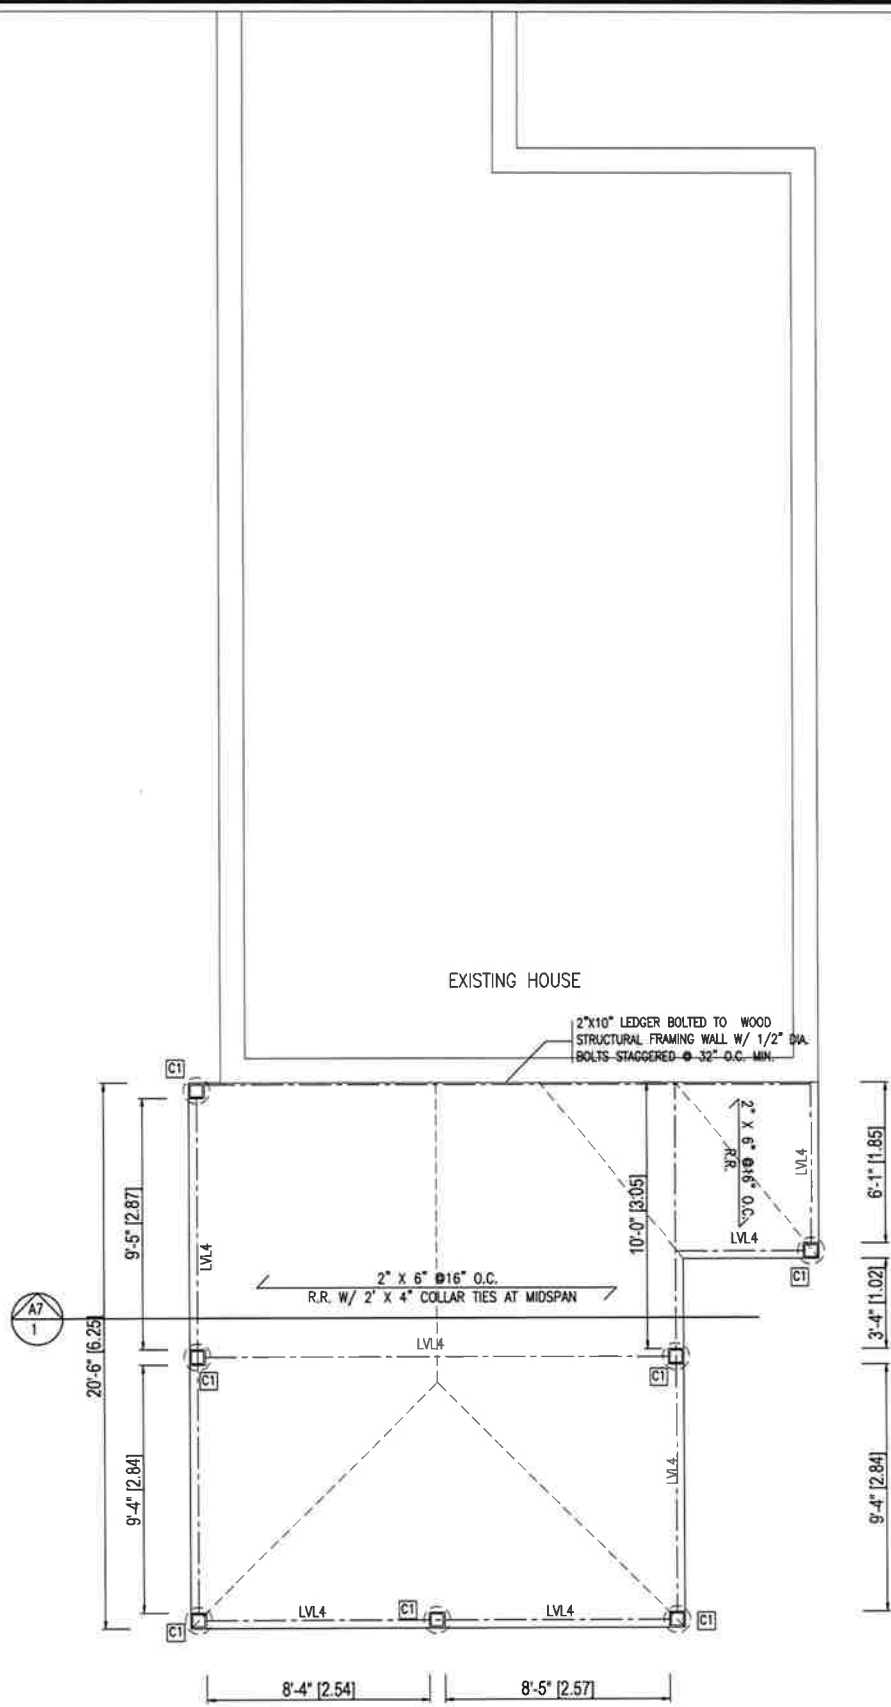 EXISTING HOUSE
2"X10" LEDGER BOLTED TO WOOD
STRUCTURAL FRAMING WALL W/ 1/2" DIA.
BOLTS STAGGERED @ 32" O.C. MIN.
C1
2" X 6" @16" O.C.
R.R.
LVL4
6'-1" [1.85]
9'-5" [2.87]
LVL4
10'-0" [3.05]
LVL4
C1
2" X 6" @16" O.C.
R.R. W/ 2' X 4" COLLAR TIES AT MIDSPAN
3'-4" [1.02]
A7
1
20'-6" [6.25]
LVL4
C1
C1
9'-4" [2.84]
LVL4
9'-4" [2.84]
C1
LVL4
C1
LVL4
C1
8'-4" [2.54]
8'-5" [2.57]